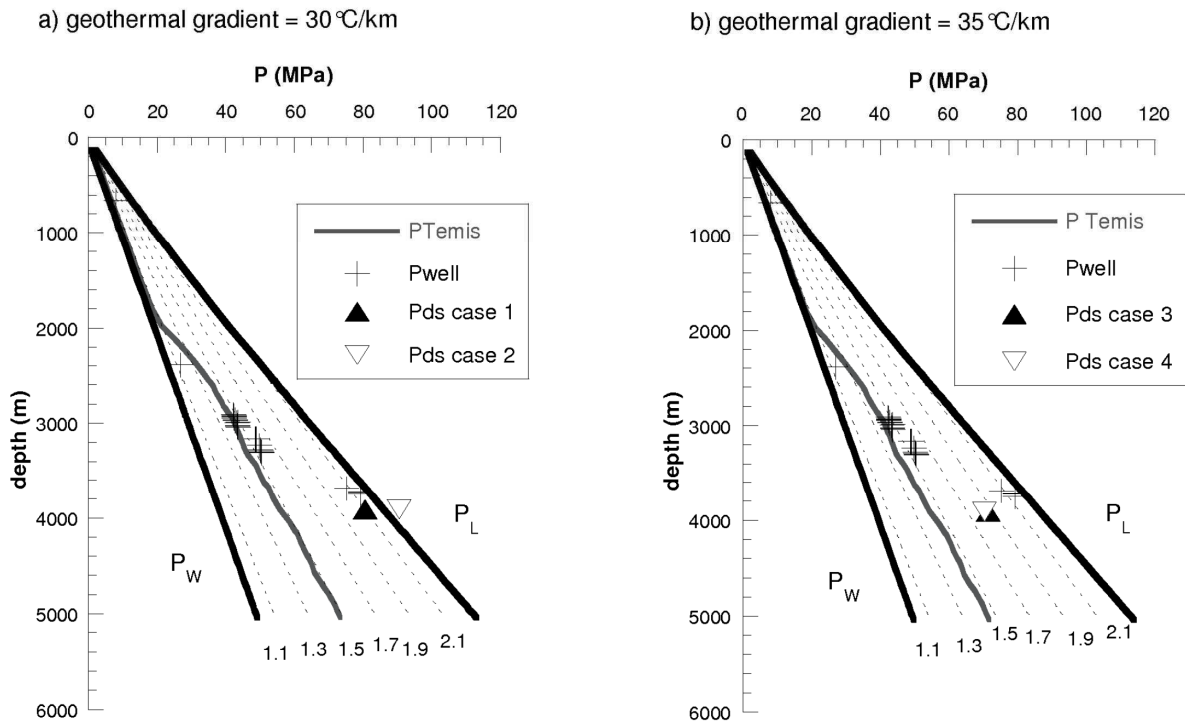 a) geothermal gradient = 30°C/km
P (MPa)
0 20 40 60 80 100 120
0
1000
2000
3000
4000
5000
6000
depth (m)
PTemis
Pwell
Pds case 1
Pds case 2
P_L
P_W
1.1 1.3 1.5 1.7 1.9 2.1
b) geothermal gradient = 35°C/km
P (MPa)
0 20 40 60 80 100 120
0
1000
2000
3000
4000
5000
6000
depth (m)
P Temis
Pwell
Pds case 3
Pds case 4
P_L
P_W
1.1 1.3 1.5 1.7 1.9 2.1